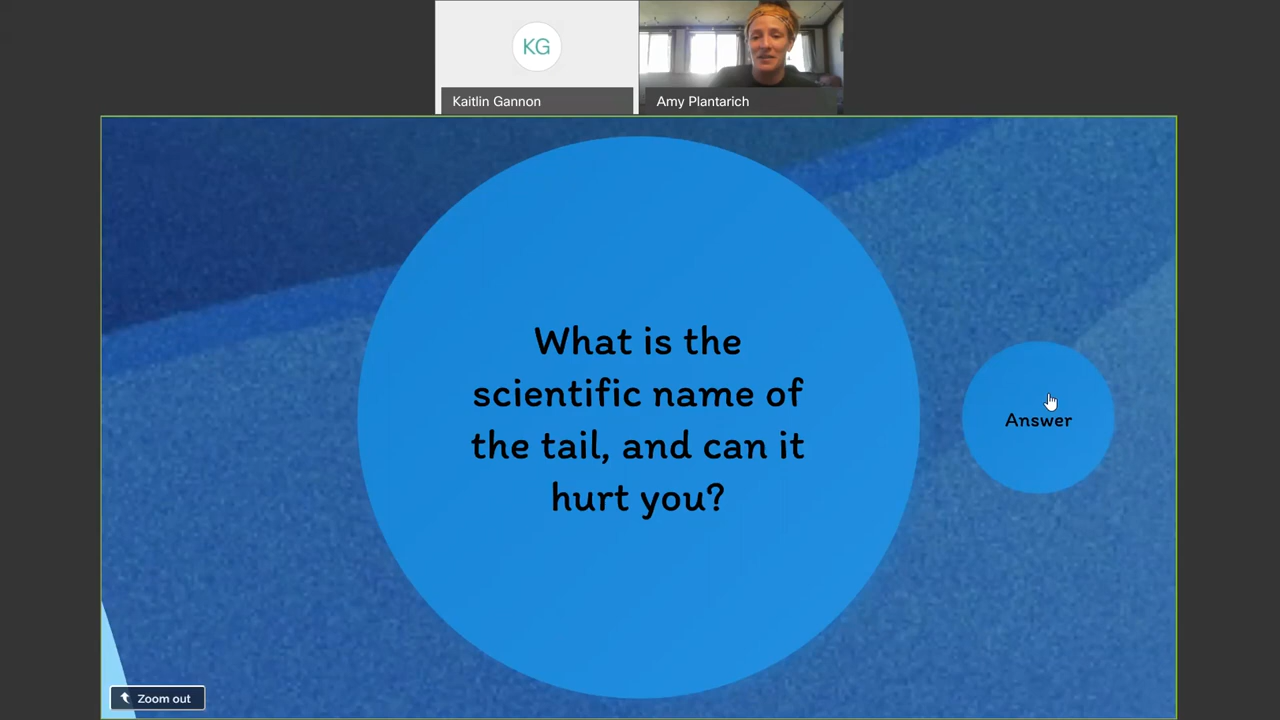 KG
Kaitlin Gannon
Amy Plantarich
What is the
scientific name of
the tail, and can it
hurt you?
Answer
Zoom out